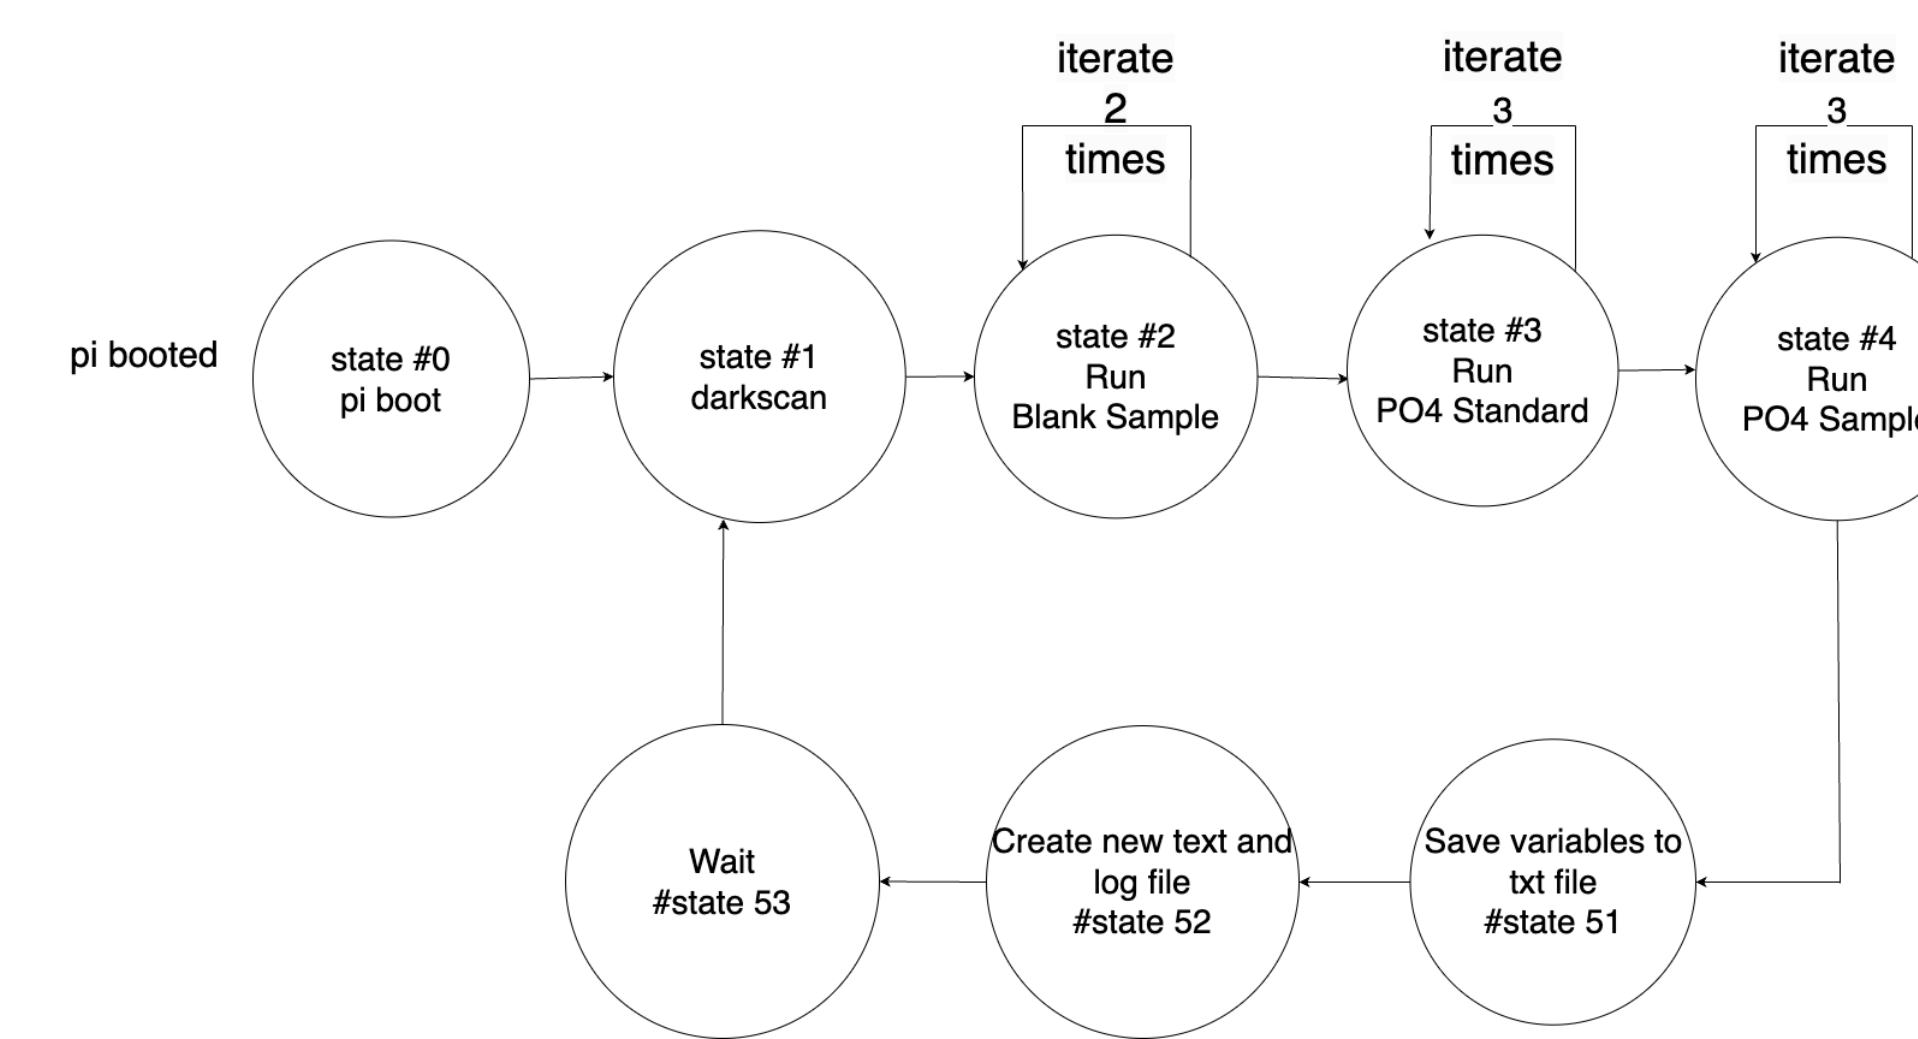 iterate
2
times
iterate
3
times
iterate
3
times
pi booted
state #0
pi boot
state #1
darkscan
state #2
Run
Blank Sample
state #3
Run
PO4 Standard
state #4
Run
PO4 Sample
Wait
#state 53
Create new text and
log file
#state 52
Save variables to
txt file
#state 51